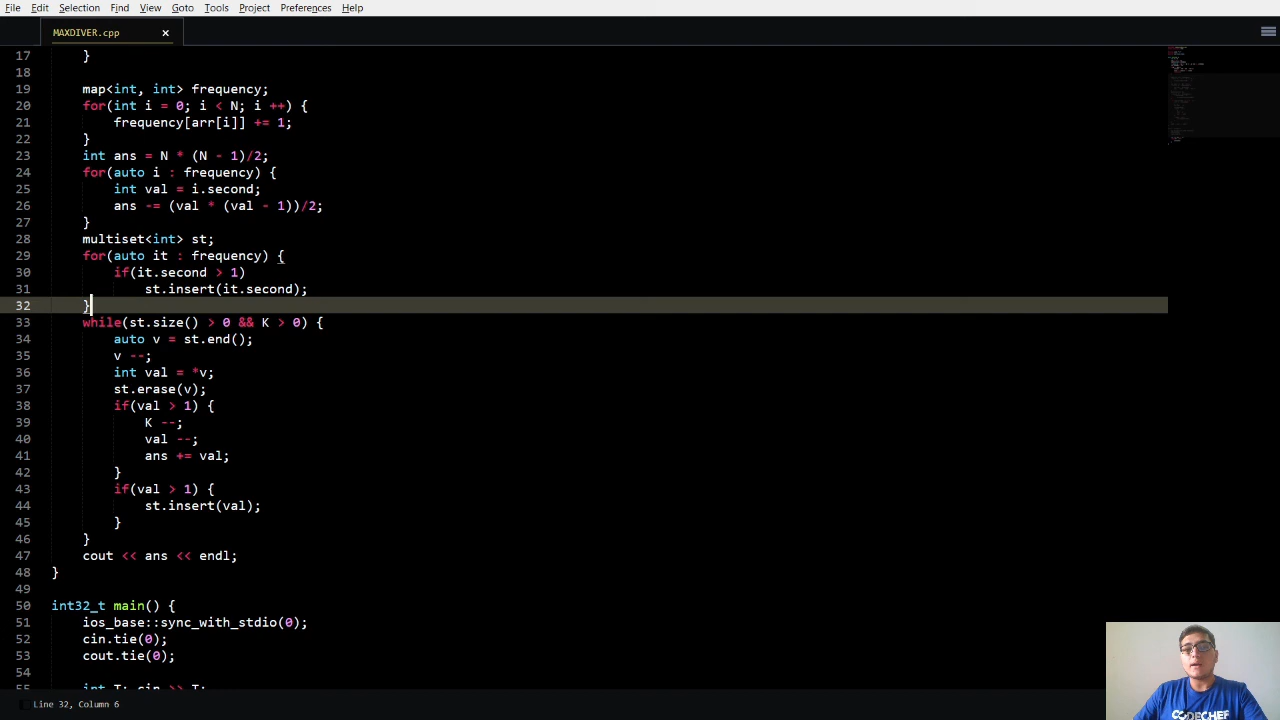 File Edit Selection Find View Goto Tools Project Preferences Help
MAXDIVER.cpp ×
17 }
18
19 map<int, int> frequency;
20 for(int i = 0; i < N; i ++) {
21 frequency[arr[i]] += 1;
22 }
23 int ans = N * (N - 1)/2;
24 for(auto i : frequency) {
25 int val = i.second;
26 ans -= (val * (val - 1))/2;
27 }
28 multiset<int> st;
29 for(auto it : frequency) {
30 if(it.second > 1)
31 st.insert(it.second);
32 }
33 while(st.size() > 0 && K > 0) {
34 auto v = st.end();
35 v --;
36 int val = *v;
37 st.erase(v);
38 if(val > 1) {
39 K --;
40 val --;
41 ans += val;
42 }
43 if(val > 1) {
44 st.insert(val);
45 }
46 }
47 cout << ans << endl;
48 }
49
50 int32_t main() {
51 ios_base::sync_with_stdio(0);
52 cin.tie(0);
53 cout.tie(0);
54
55 int T; cin >> T;
Line 32, Column 6
CODECHEF